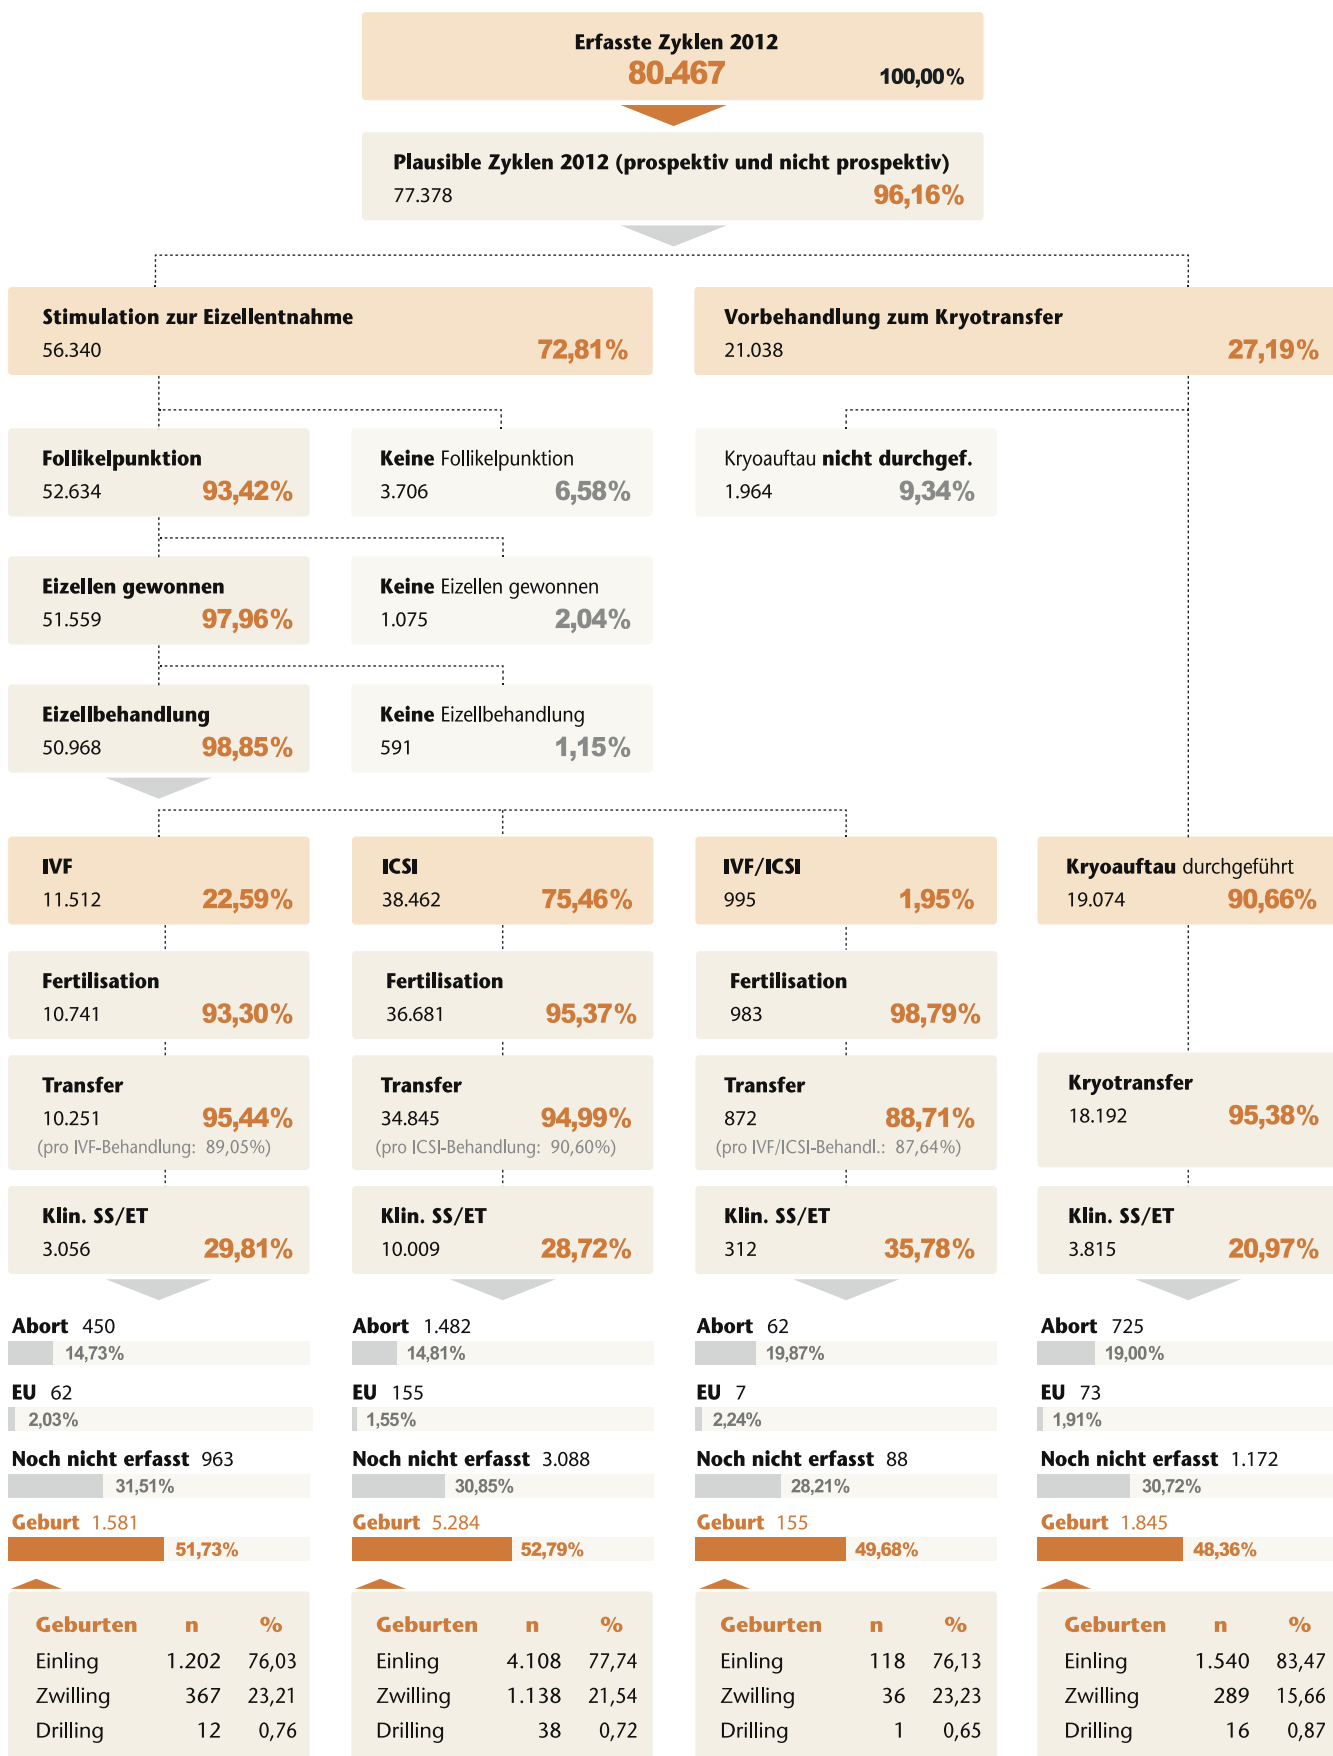 Erfasste Zyklen 2012
80.467 100,00%
Plausible Zyklen 2012 (prospektiv und nicht prospektiv)
77.378 96,16%
Stimulation zur Eizellentnahme
56.340 72,81%
Vorbehandlung zum Kryotransfer
21.038 27,19%
Follikelpunktion
52.634 93,42%
Keine Follikelpunktion
3.706 6,58%
Kryoauftau nicht durchgef.
1.964 9,34%
Eizellen gewonnen
51.559 97,96%
Keine Eizellen gewonnen
1.075 2,04%
Eizellbehandlung
50.968 98,85%
Keine Eizellbehandlung
591 1,15%
IVF
11.512 22,59%
ICSI
38.462 75,46%
IVF/ICSI
995 1,95%
Kryoauftau durchgeführt
19.074 90,66%
Fertilisation
10.741 93,30%
Fertilisation
36.681 95,37%
Fertilisation
983 98,79%
Transfer
10.251 95,44%
(pro IVF-Behandlung: 89,05%)
Transfer
34.845 94,99%
(pro ICSI-Behandlung: 90,60%)
Transfer
872 88,71%
(pro IVF/ICSI-Behandl.: 87,64%)
Kryotransfer
18.192 95,38%
Klin. SS/ET
3.056 29,81%
Klin. SS/ET
10.009 28,72%
Klin. SS/ET
312 35,78%
Klin. SS/ET
3.815 20,97%
Abort 450
14,73%
EU 62
2,03%
Noch nicht erfasst 963
31,51%
Geburt 1.581
51,73%
Abort 1.482
14,81%
EU 155
1,55%
Noch nicht erfasst 3.088
30,85%
Geburt 5.284
52,79%
Abort 62
19,87%
EU 7
2,24%
Noch nicht erfasst 88
28,21%
Geburt 155
49,68%
Abort 725
19,00%
EU 73
1,91%
Noch nicht erfasst 1.172
30,72%
Geburt 1.845
48,36%
Geburten n %
Einling 1.202 76,03
Zwilling 367 23,21
Drilling 12 0,76
Geburten n %
Einling 4.108 77,74
Zwilling 1.138 21,54
Drilling 38 0,72
Geburten n %
Einling 118 76,13
Zwilling 36 23,23
Drilling 1 0,65
Geburten n %
Einling 1.540 83,47
Zwilling 289 15,66
Drilling 16 0,87